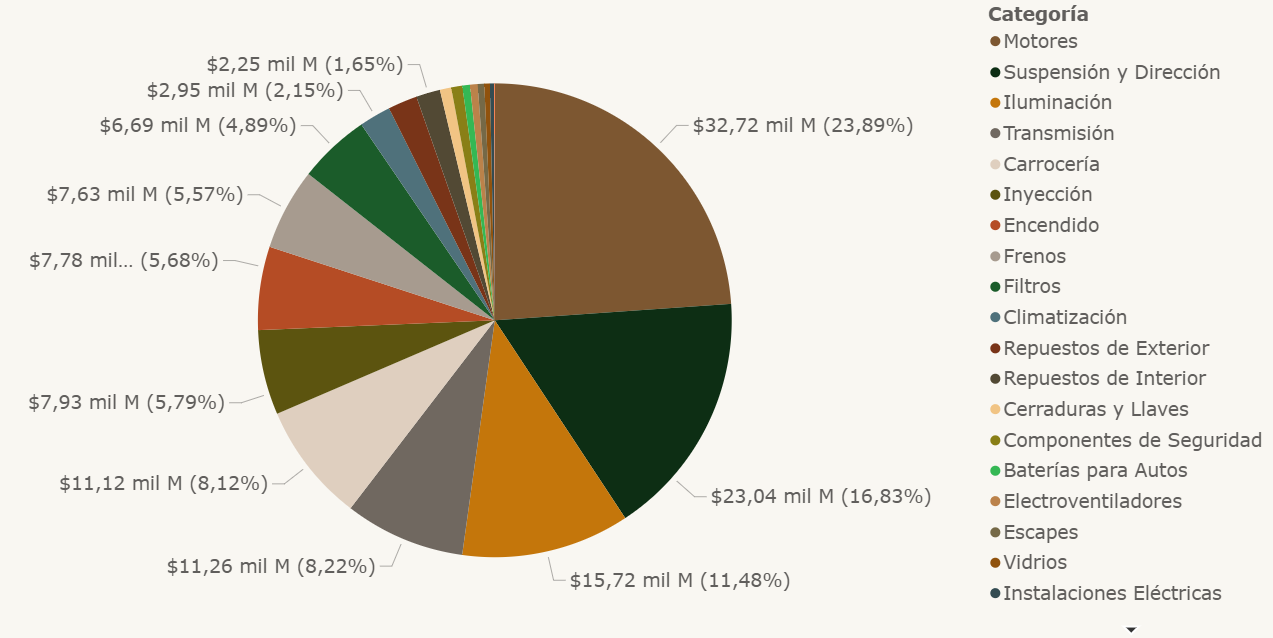 $2,25 mil M (1,65%)
$2,95 mil M (2,15%)
$6,69 mil M (4,89%)
$7,63 mil M (5,57%)
$7,78 mil... (5,68%)
$7,93 mil M (5,79%)
$11,12 mil M (8,12%)
$11,26 mil M (8,22%)
$32,72 mil M (23,89%)
$23,04 mil M (16,83%)
$15,72 mil M (11,48%)
Categoría
Motores
Suspensión y Dirección
Iluminación
Transmisión
Carrocería
Inyección
Encendido
Frenos
Filtros
Climatización
Repuestos de Exterior
Repuestos de Interior
Cerraduras y Llaves
Componentes de Seguridad
Baterías para Autos
Electroventiladores
Escapes
Vidrios
Instalaciones Eléctricas